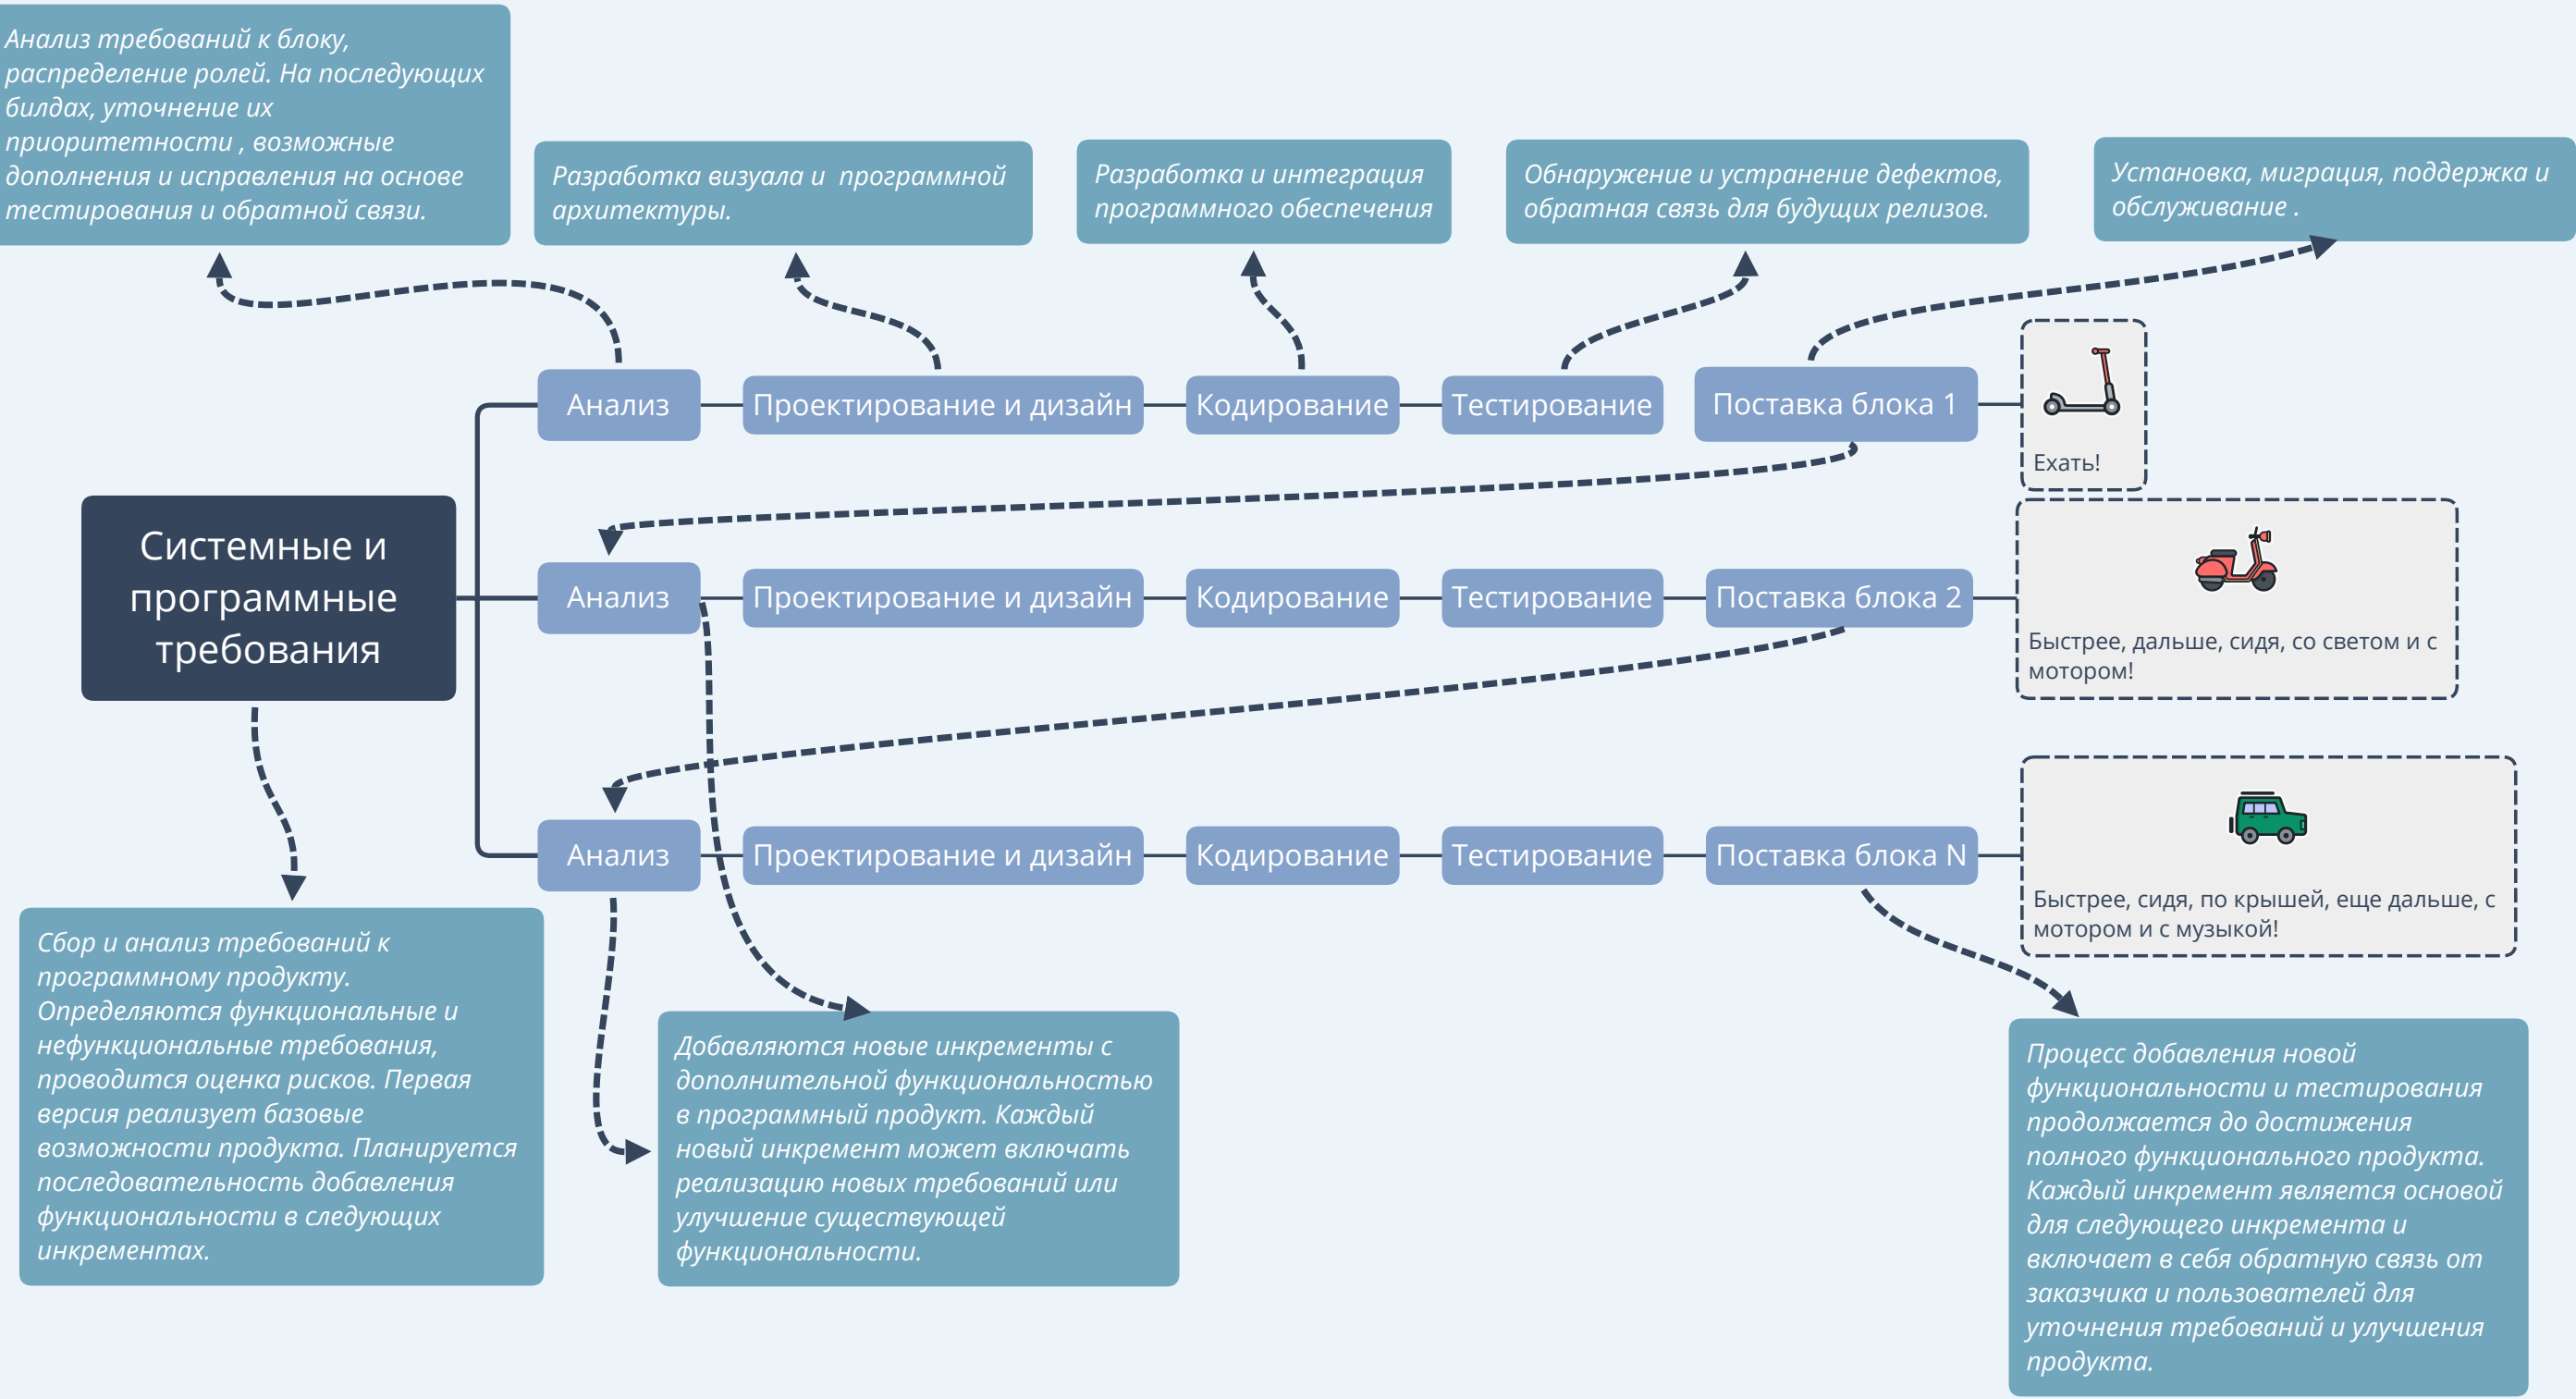 Анализ требований к блоку,
распределение ролей. На последующих
билдах, уточнение их
приоритетности , возможные
дополнения и исправления на основе
тестирования и обратной связи.
Разработка визуала и  программной
архитектуры.
Разработка и интеграция
программного обеспечения
Обнаружение и устранение дефектов,
обратная связь для будущих релизов.
Установка, миграция, поддержка и
обслуживание .
Анализ
Проектирование и дизайн
Кодирование
Тестирование
Поставка блока 1
Ехать!
Системные и
программные
требования
Анализ
Проектирование и дизайн
Кодирование
Тестирование
Поставка блока 2
Быстрее, дальше, сидя, со светом и с
мотором!
Анализ
Проектирование и дизайн
Кодирование
Тестирование
Поставка блока N
Быстрее, сидя, по крышей, еще дальше, с
мотором и с музыкой!
Сбор и анализ требований к
программному продукту.
Определяются функциональные и
нефункциональные требования,
проводится оценка рисков. Первая
версия реализует базовые
возможности продукта. Планируется
последовательность добавления
функциональности в следующих
инкрементах.
Добавляются новые инкременты с
дополнительной функциональностью
в программный продукт. Каждый
новый инкремент может включать
реализацию новых требований или
улучшение существующей
функциональности.
Процесс добавления новой
функциональности и тестирования
продолжается до достижения
полного функционального продукта.
Каждый инкремент является основой
для следующего инкремента и
включает в себя обратную связь от
заказчика и пользователей для
уточнения требований и улучшения
продукта.